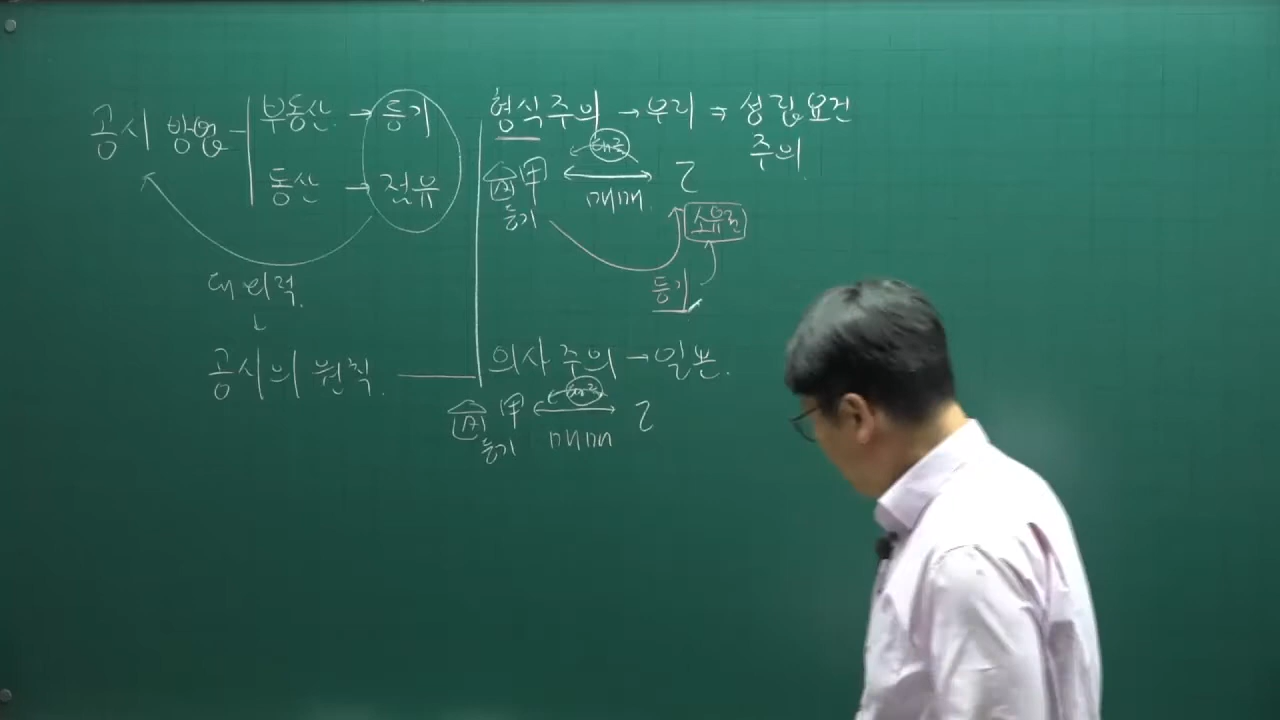 공시 방법
부동산 → 등기
동산 → 점유
대외적
↓
공시의 원칙
형식주의 → 우리 ⇒ 성립요건
주의
甲 ↔ 乙
매매
등기
소유권
등기
의사주의 → 일본
甲 ↔ 乙
매매
등기